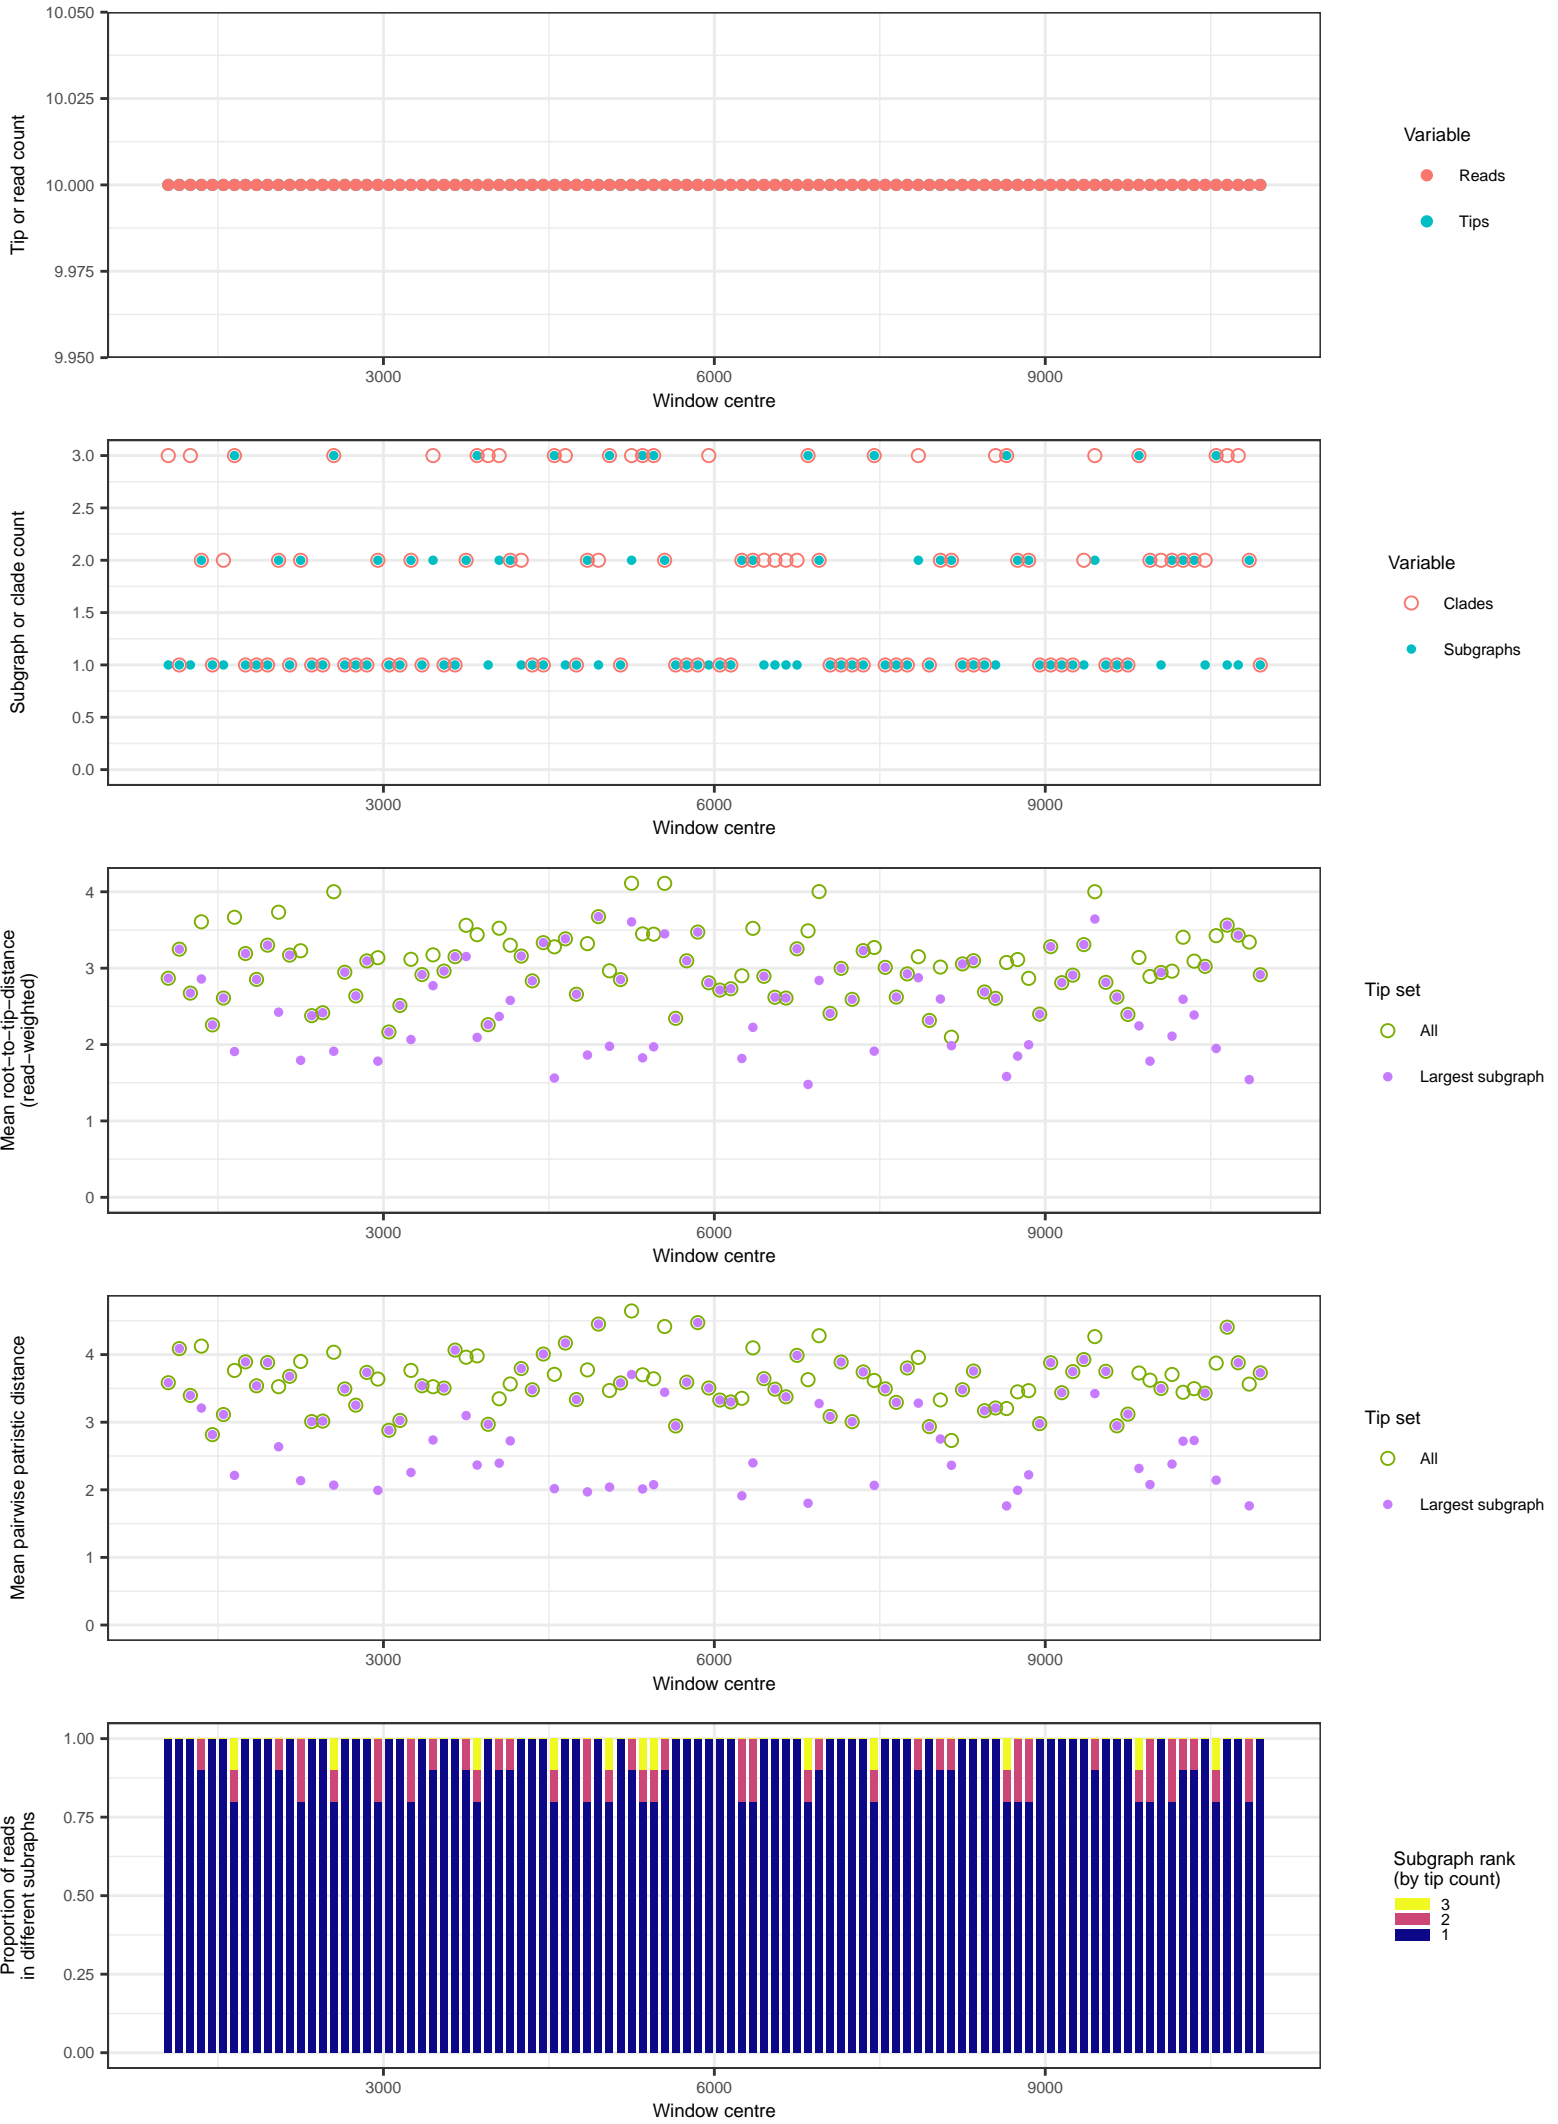 10.050
10.025
10.000
9.975
9.950
Tip or read count
3000 6000 9000
Window centre
Variable
Reads
Tips
3.0
2.5
2.0
1.5
1.0
0.5
0.0
Subgraph or clade count
3000 6000 9000
Window centre
Variable
Clades
Subgraphs
4
3
2
1
0
Mean root−to−tip−distance
(read−weighted)
3000 6000 9000
Window centre
Tip set
All
Largest subgraph
4
3
2
1
0
Mean pairwise patristic distance
3000 6000 9000
Window centre
Tip set
All
Largest subgraph
1.00
0.75
0.50
0.25
0.00
Proportion of reads
in different subraphs
3000 6000 9000
Window centre
Subgraph rank
(by tip count)
3
2
1